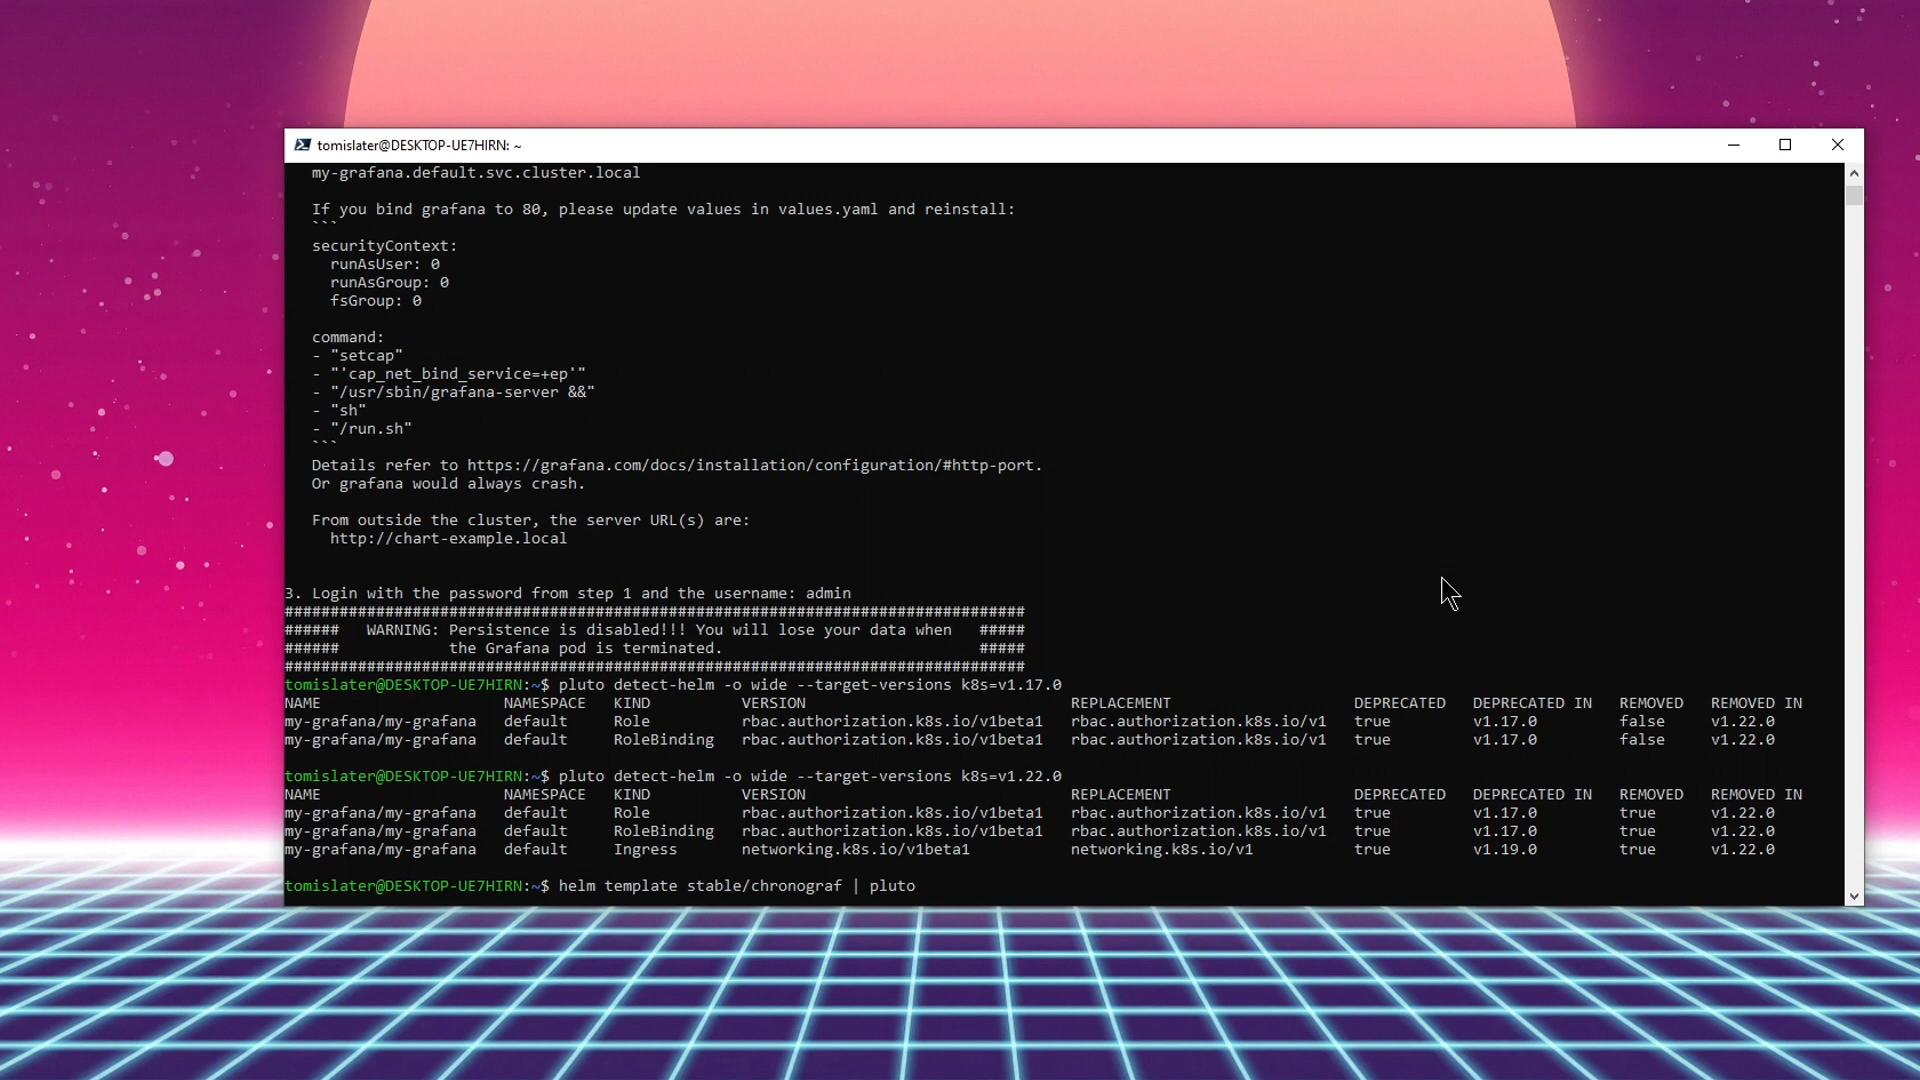 tomislater@DESKTOP-UE7HIRN: ~
my-grafana.default.svc.cluster.local
If you bind grafana to 80, please update values in values.yaml and reinstall:
```
securityContext:
  runAsUser: 0
  runAsGroup: 0
  fsGroup: 0
command:
- "setcap"
- "'cap_net_bind_service=+ep'"
- "/usr/sbin/grafana-server &&"
- "sh"
- "/run.sh"
```
Details refer to https://grafana.com/docs/installation/configuration/#http-port.
Or grafana would always crash.
From outside the cluster, the server URL(s) are:
  http://chart-example.local
3. Login with the password from step 1 and the username: admin
#################################################################################
######   WARNING: Persistence is disabled!!! You will lose your data when   #####
######            the Grafana pod is terminated.                            #####
#################################################################################
tomislater@DESKTOP-UE7HIRN:~$ pluto detect-helm -o wide --target-versions k8s=v1.17.0
NAME                    NAMESPACE   KIND          VERSION                             REPLACEMENT                    DEPRECATED   DEPRECATED IN   REMOVED   REMOVED IN
my-grafana/my-grafana   default     Role          rbac.authorization.k8s.io/v1beta1   rbac.authorization.k8s.io/v1   true         v1.17.0         false     v1.22.0
my-grafana/my-grafana   default     RoleBinding   rbac.authorization.k8s.io/v1beta1   rbac.authorization.k8s.io/v1   true         v1.17.0         false     v1.22.0
tomislater@DESKTOP-UE7HIRN:~$ pluto detect-helm -o wide --target-versions k8s=v1.22.0
NAME                    NAMESPACE   KIND          VERSION                             REPLACEMENT                    DEPRECATED   DEPRECATED IN   REMOVED   REMOVED IN
my-grafana/my-grafana   default     Role          rbac.authorization.k8s.io/v1beta1   rbac.authorization.k8s.io/v1   true         v1.17.0         true      v1.22.0
my-grafana/my-grafana   default     RoleBinding   rbac.authorization.k8s.io/v1beta1   rbac.authorization.k8s.io/v1   true         v1.17.0         true      v1.22.0
my-grafana/my-grafana   default     Ingress       networking.k8s.io/v1beta1           networking.k8s.io/v1           true         v1.19.0         true      v1.22.0
tomislater@DESKTOP-UE7HIRN:~$ helm template stable/chronograf | pluto